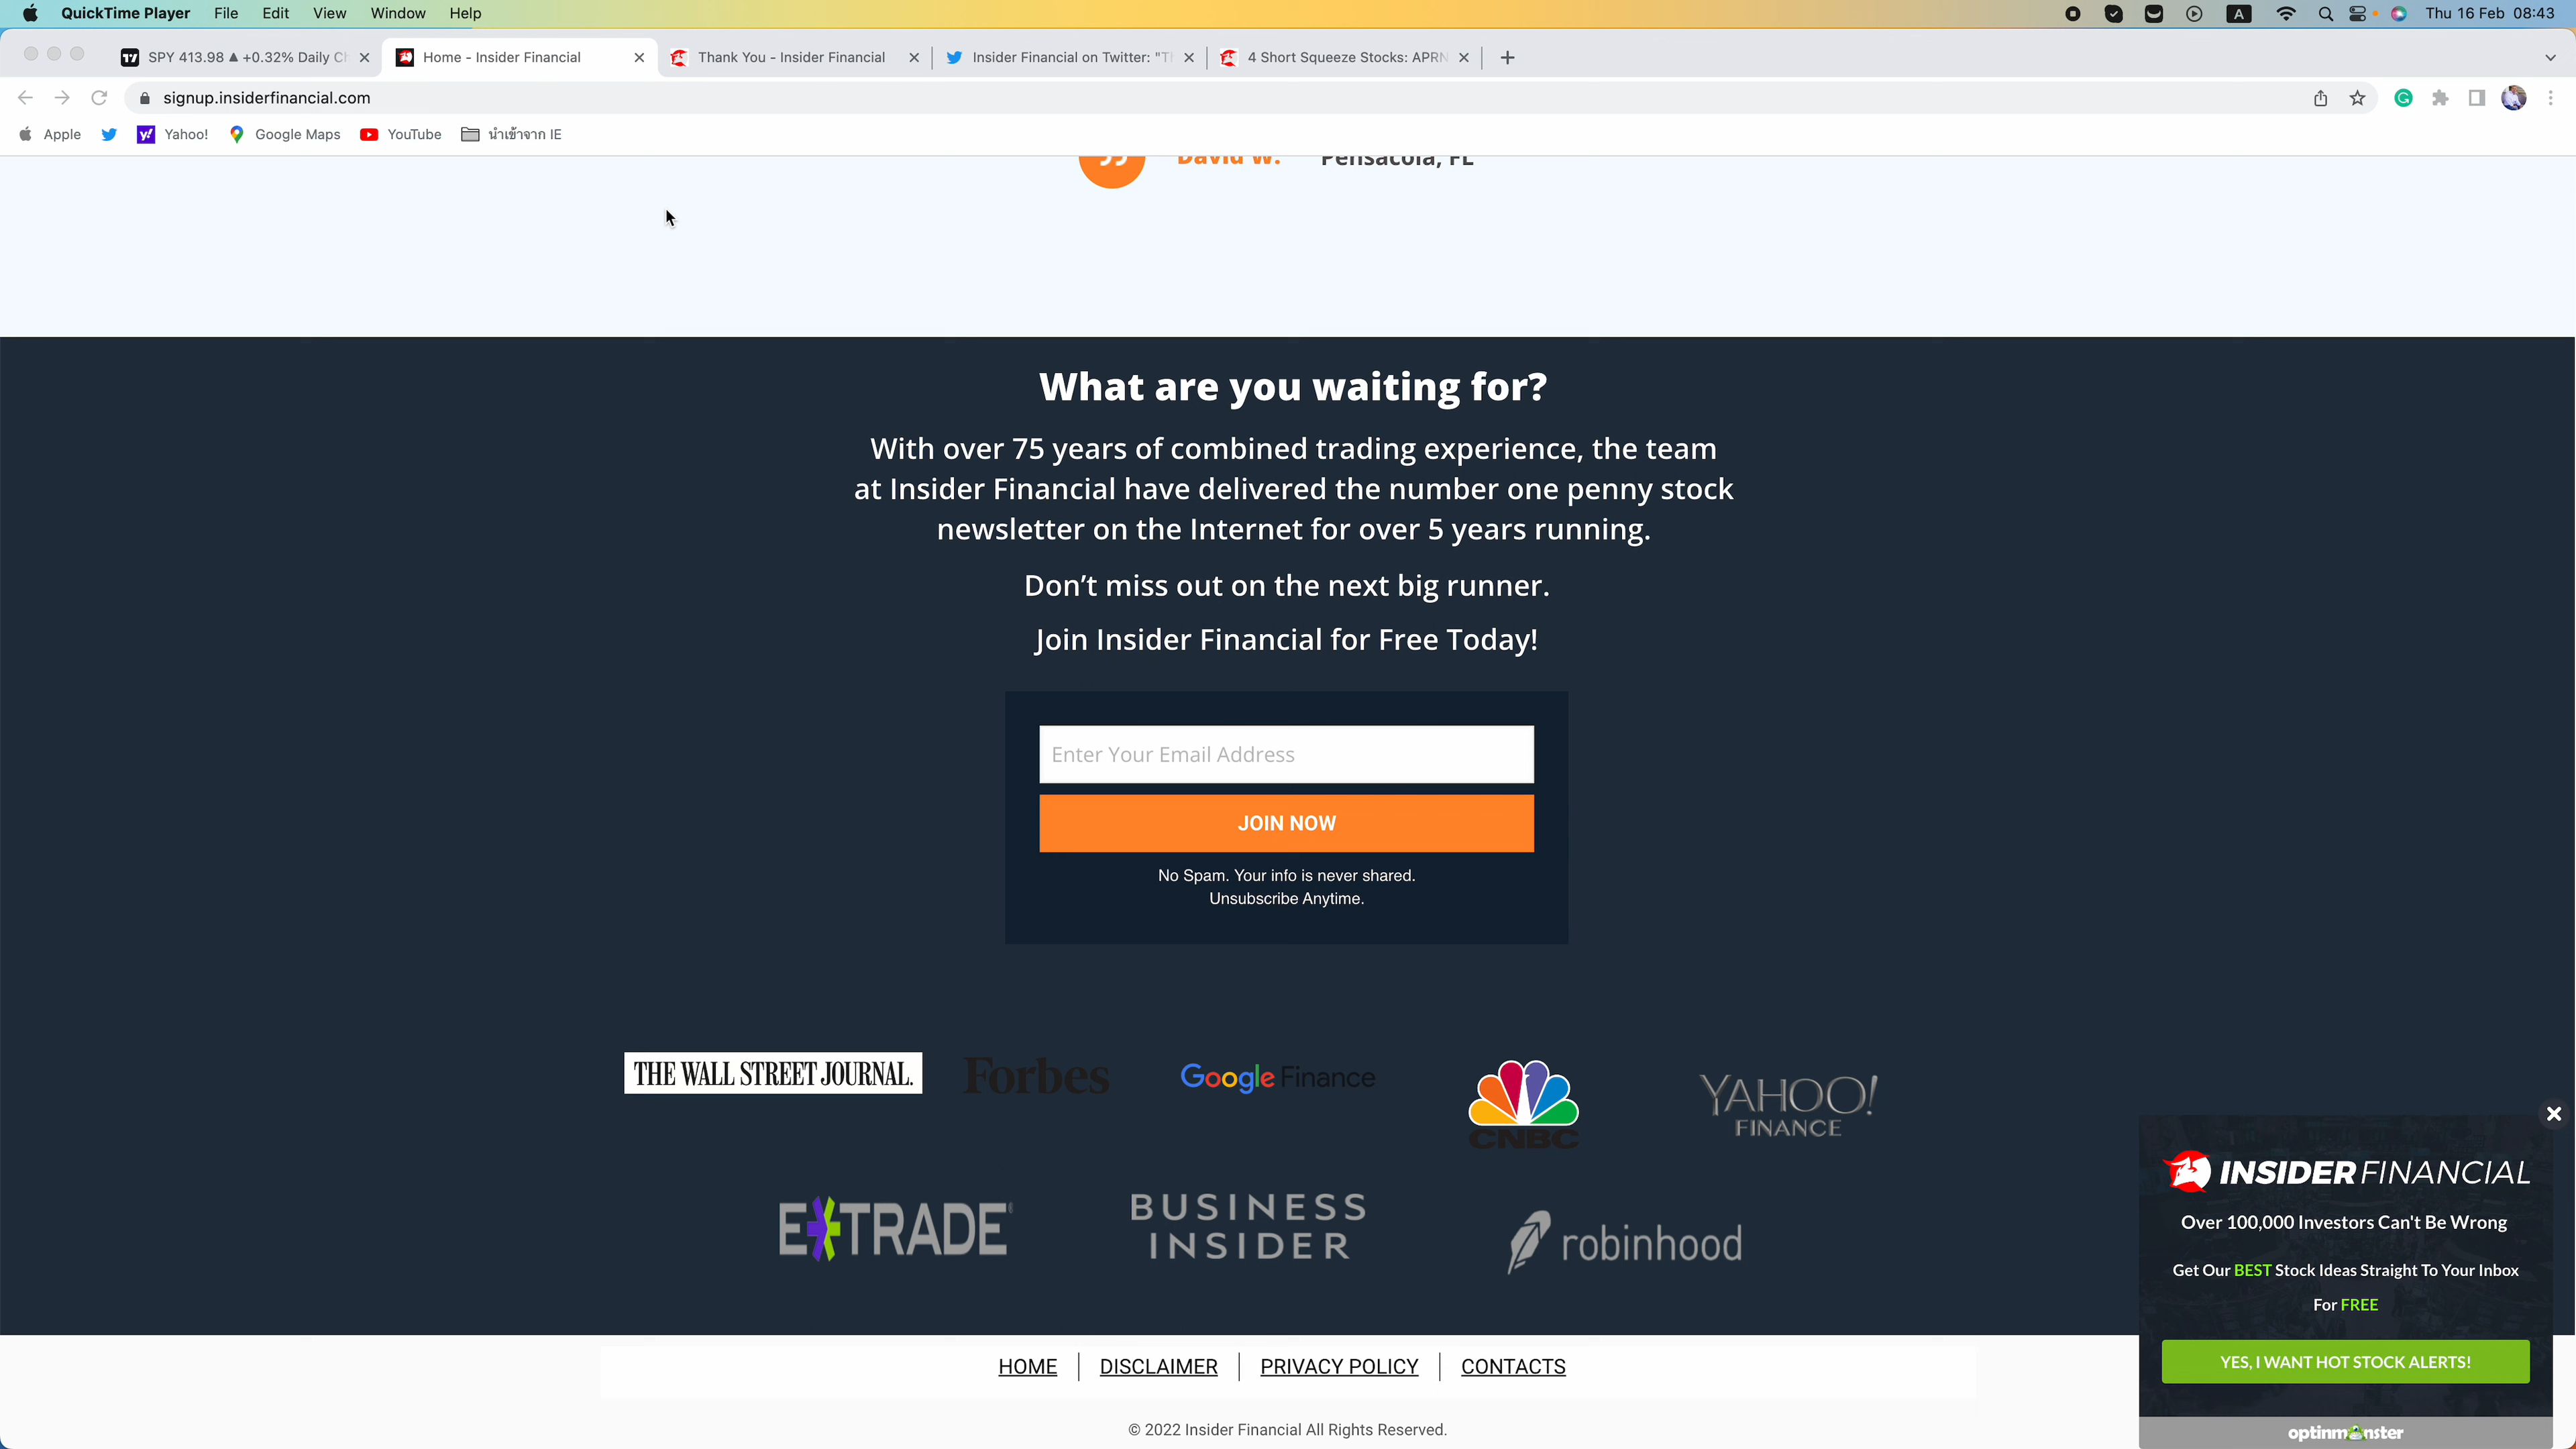 QuickTime Player File Edit View Window Help A Thu 16 Feb 08:43
SPY 413.98 ▲ +0.32% Daily Home - Insider Financial Thank You - Insider Financial Insider Financial on Twitter: "T 4 Short Squeeze Stocks: APRN
signup.insiderfinancial.com
Apple Yahoo! Google Maps YouTube นำเข้าจาก IE
David W. Pensacola, FL
What are you waiting for?
With over 75 years of combined trading experience, the team
at Insider Financial have delivered the number one penny stock
newsletter on the Internet for over 5 years running.
Don’t miss out on the next big runner.
Join Insider Financial for Free Today!
Enter Your Email Address
JOIN NOW
No Spam. Your info is never shared.
Unsubscribe Anytime.
THE WALL STREET JOURNAL. Forbes Google Finance CNBC YAHOO! FINANCE
E*TRADE BUSINESS INSIDER robinhood
INSIDER FINANCIAL
Over 100,000 Investors Can't Be Wrong
Get Our BEST Stock Ideas Straight To Your Inbox
For FREE
YES, I WANT HOT STOCK ALERTS!
optinmonster
HOME DISCLAIMER PRIVACY POLICY CONTACTS
© 2022 Insider Financial All Rights Reserved.